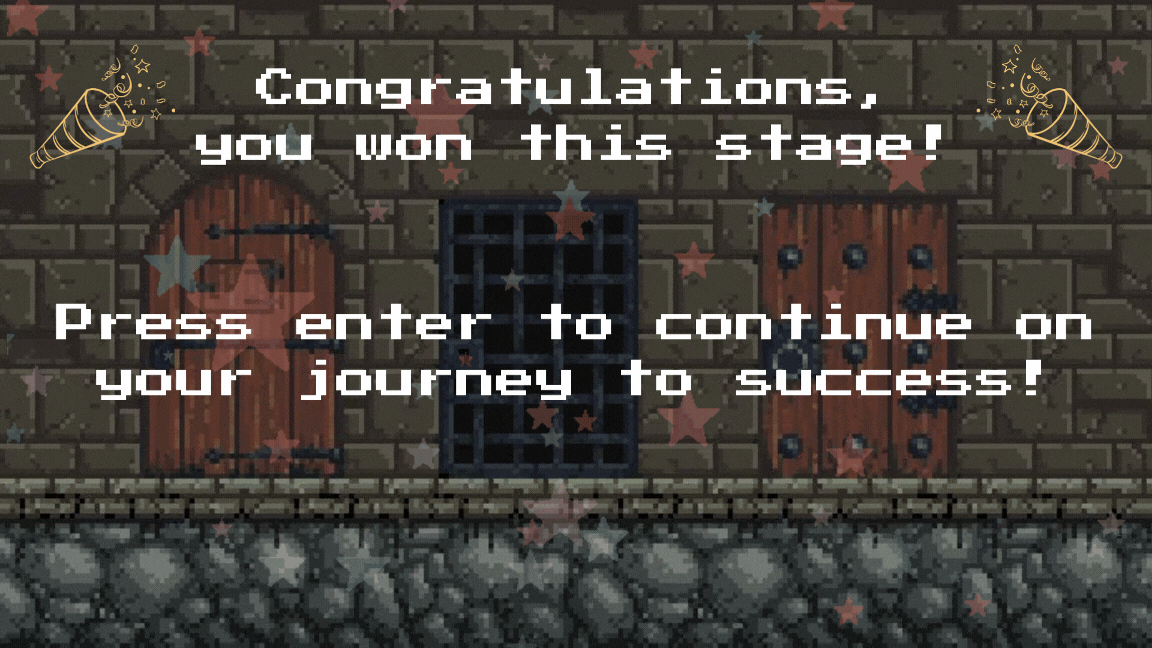 Congratulations,
you won this stage!
Press enter to continue on
your journey to success!